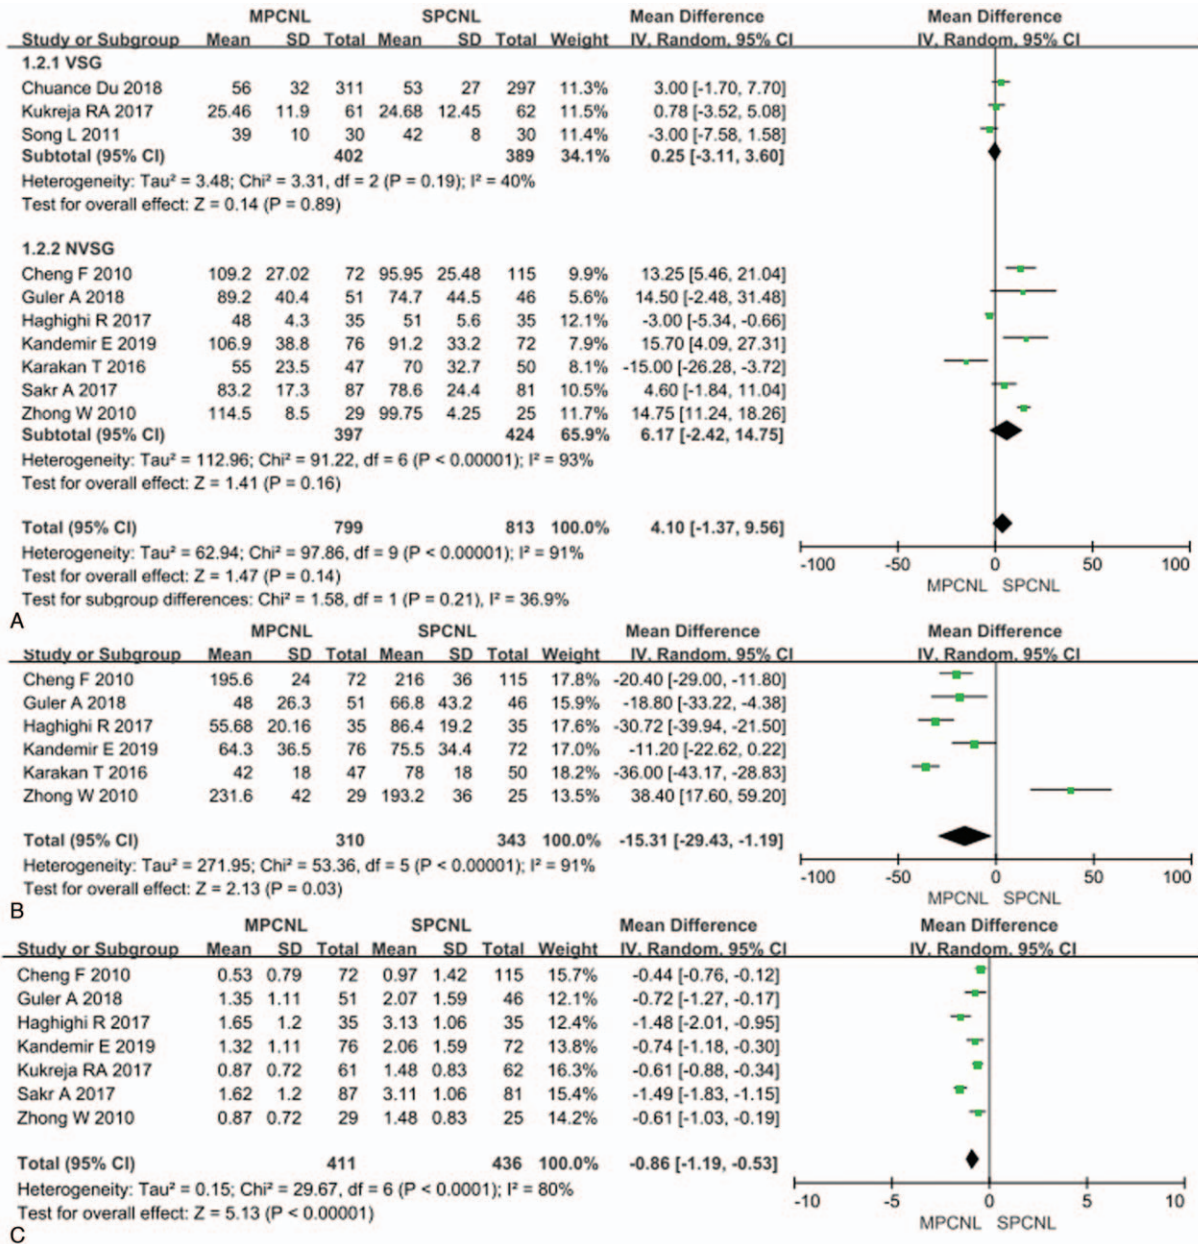 MPCNL SPCNL Mean Difference Mean Difference
Study or Subgroup Mean SD Total Mean SD Total Weight IV, Random, 95% CI IV, Random, 95% CI
1.2.1 VSG
Chuance Du 2018 56 32 311 53 27 297 11.3% 3.00 [-1.70, 7.70]
Kukreja RA 2017 25.46 11.9 61 24.68 12.45 62 11.5% 0.78 [-3.52, 5.08]
Song L 2011 39 10 30 42 8 30 11.4% -3.00 [-7.58, 1.58]
Subtotal (95% CI) 402 389 34.1% 0.25 [-3.11, 3.60]
Heterogeneity: Tau² = 3.48; Chi² = 3.31, df = 2 (P = 0.19); I² = 40%
Test for overall effect: Z = 0.14 (P = 0.89)
1.2.2 NVSG
Cheng F 2010 109.2 27.02 72 95.95 25.48 115 9.9% 13.25 [5.46, 21.04]
Guler A 2018 89.2 40.4 51 74.7 44.5 46 5.6% 14.50 [-2.48, 31.48]
Haghighi R 2017 48 4.3 35 51 5.6 35 12.1% -3.00 [-5.34, -0.66]
Kandemir E 2019 106.9 38.8 76 91.2 33.2 72 7.9% 15.70 [4.09, 27.31]
Karakan T 2016 55 23.5 47 70 32.7 50 8.1% -15.00 [-26.28, -3.72]
Sakr A 2017 83.2 17.3 87 78.6 24.4 81 10.5% 4.60 [-1.84, 11.04]
Zhong W 2010 114.5 8.5 29 99.75 4.25 25 11.7% 14.75 [11.24, 18.26]
Subtotal (95% CI) 397 424 65.9% 6.17 [-2.42, 14.75]
Heterogeneity: Tau² = 112.96; Chi² = 91.22, df = 6 (P < 0.00001); I² = 93%
Test for overall effect: Z = 1.41 (P = 0.16)
Total (95% CI) 799 813 100.0% 4.10 [-1.37, 9.56]
Heterogeneity: Tau² = 62.94; Chi² = 97.86, df = 9 (P < 0.00001); I² = 91%
Test for overall effect: Z = 1.47 (P = 0.14)
Test for subgroup differences: Chi² = 1.58, df = 1 (P = 0.21), I² = 36.9%
-100 -50 0 50 100
MPCNL SPCNL
A
MPCNL SPCNL Mean Difference Mean Difference
Study or Subgroup Mean SD Total Mean SD Total Weight IV, Random, 95% CI IV, Random, 95% CI
Cheng F 2010 195.6 24 72 216 36 115 17.8% -20.40 [-29.00, -11.80]
Guler A 2018 48 26.3 51 66.8 43.2 46 15.9% -18.80 [-33.22, -4.38]
Haghighi R 2017 55.68 20.16 35 86.4 19.2 35 17.6% -30.72 [-39.94, -21.50]
Kandemir E 2019 64.3 36.5 76 75.5 34.4 72 17.0% -11.20 [-22.62, 0.22]
Karakan T 2016 42 18 47 78 18 50 18.2% -36.00 [-43.17, -28.83]
Zhong W 2010 231.6 42 29 193.2 36 25 13.5% 38.40 [17.60, 59.20]
Total (95% CI) 310 343 100.0% -15.31 [-29.43, -1.19]
Heterogeneity: Tau² = 271.95; Chi² = 53.36, df = 5 (P < 0.00001); I² = 91%
Test for overall effect: Z = 2.13 (P = 0.03)
-100 -50 0 50 100
MPCNL SPCNL
B
MPCNL SPCNL Mean Difference Mean Difference
Study or Subgroup Mean SD Total Mean SD Total Weight IV, Random, 95% CI IV, Random, 95% CI
Cheng F 2010 0.53 0.79 72 0.97 1.42 115 15.7% -0.44 [-0.76, -0.12]
Guler A 2018 1.35 1.11 51 2.07 1.59 46 12.1% -0.72 [-1.27, -0.17]
Haghighi R 2017 1.65 1.2 35 3.13 1.06 35 12.4% -1.48 [-2.01, -0.95]
Kandemir E 2019 1.32 1.11 76 2.06 1.59 72 13.8% -0.74 [-1.18, -0.30]
Kukreja RA 2017 0.87 0.72 61 1.48 0.83 62 16.3% -0.61 [-0.88, -0.34]
Sakr A 2017 1.62 1.2 87 3.11 1.06 81 15.4% -1.49 [-1.83, -1.15]
Zhong W 2010 0.87 0.72 29 1.48 0.83 25 14.2% -0.61 [-1.03, -0.19]
Total (95% CI) 411 436 100.0% -0.86 [-1.19, -0.53]
Heterogeneity: Tau² = 0.15; Chi² = 29.67, df = 6 (P < 0.0001); I² = 80%
Test for overall effect: Z = 5.13 (P < 0.00001)
-10 -5 0 5 10
MPCNL SPCNL
C